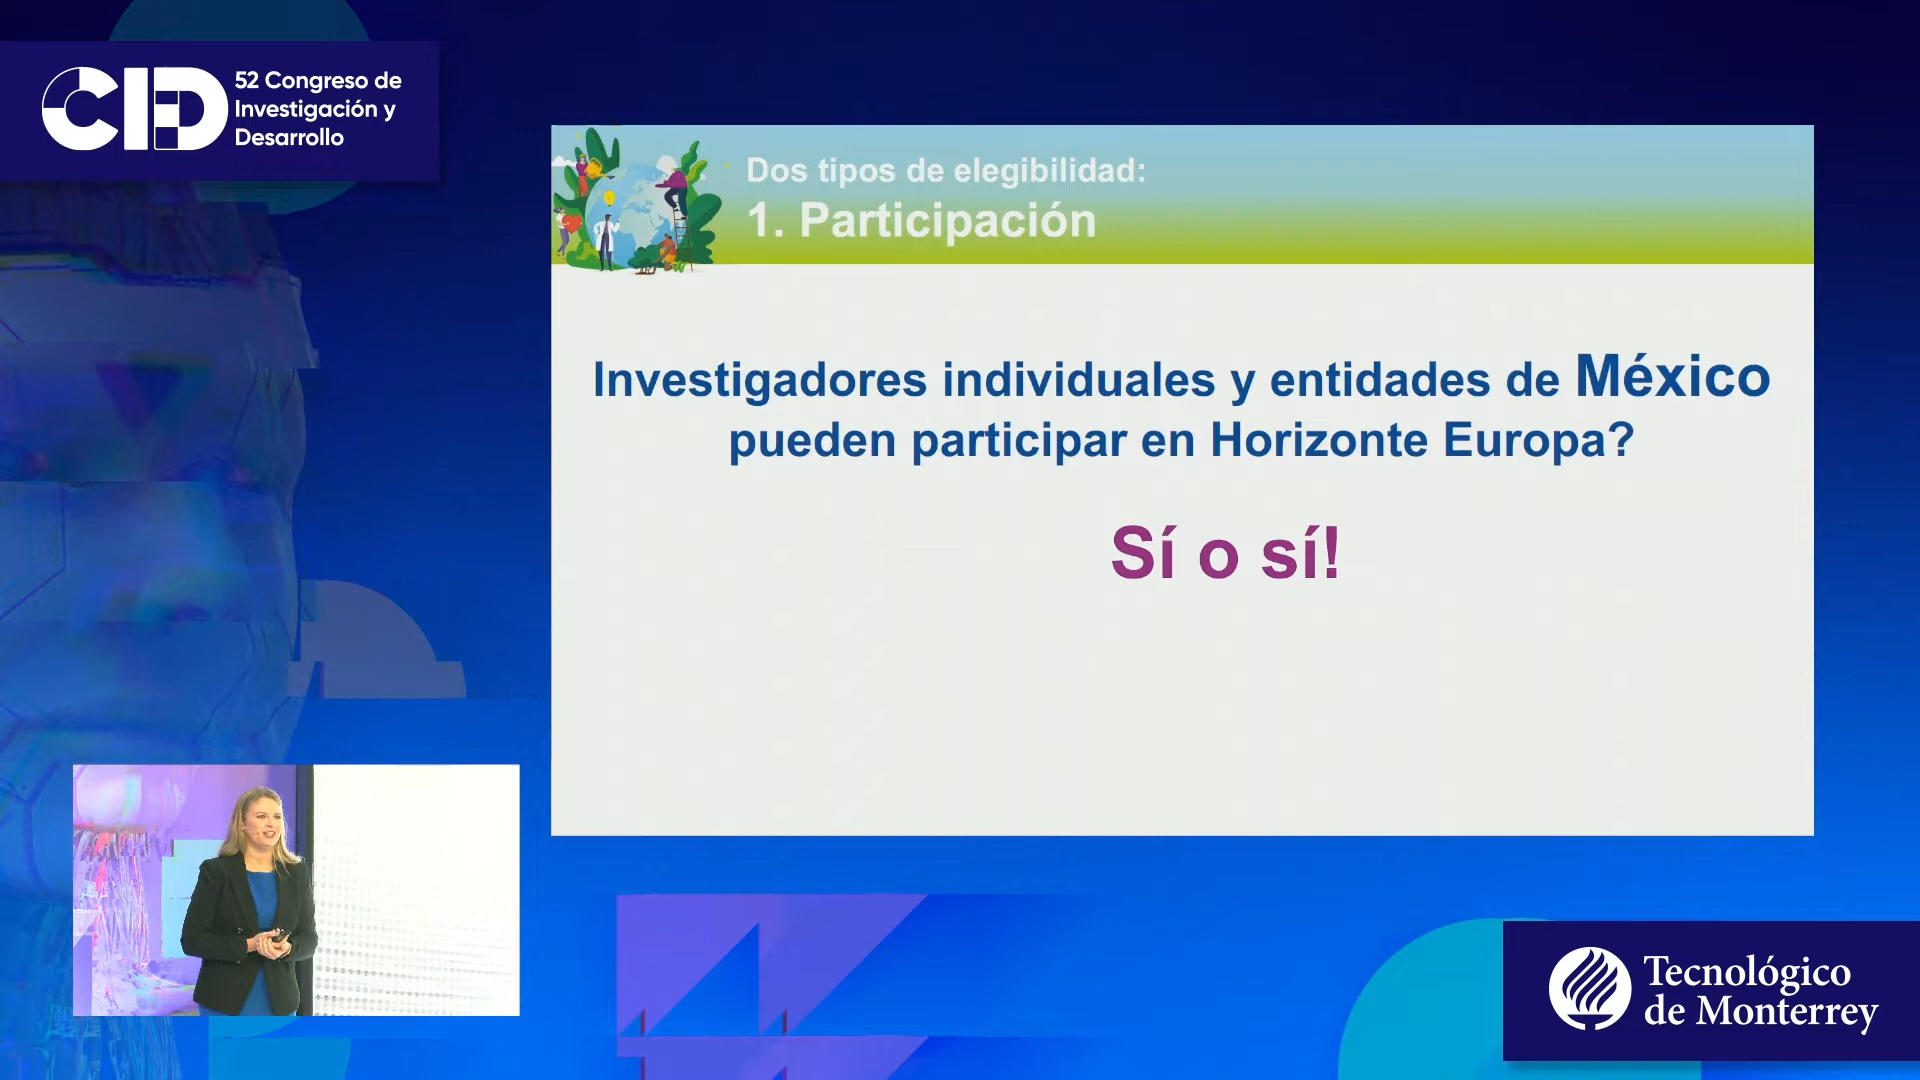 CID
52 Congreso de
Investigación y
Desarrollo
Dos tipos de elegibilidad:
1. Participación
Investigadores individuales y entidades de México
pueden participar en Horizonte Europa?
Sí o sí!
Tecnológico
de Monterrey